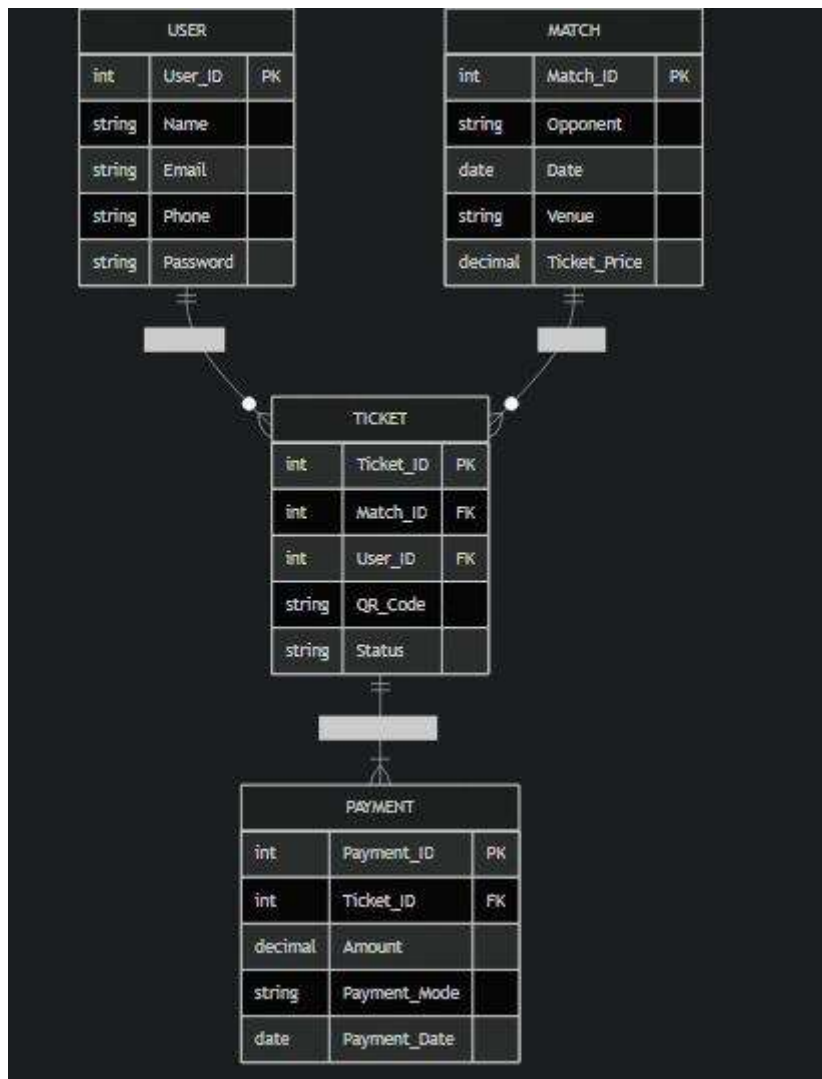 USER
int User_ID PK
string Name
string Email
string Phone
string Password
MATCH
int Match_ID PK
string Opponent
date Date
string Venue
decimal Ticket_Price
TICKET
int Ticket_ID PK
int Match_ID FK
int User_ID FK
string QR_Code
string Status
PAYMENT
int Payment_ID PK
int Ticket_ID FK
decimal Amount
string Payment_Mode
date Payment_Date